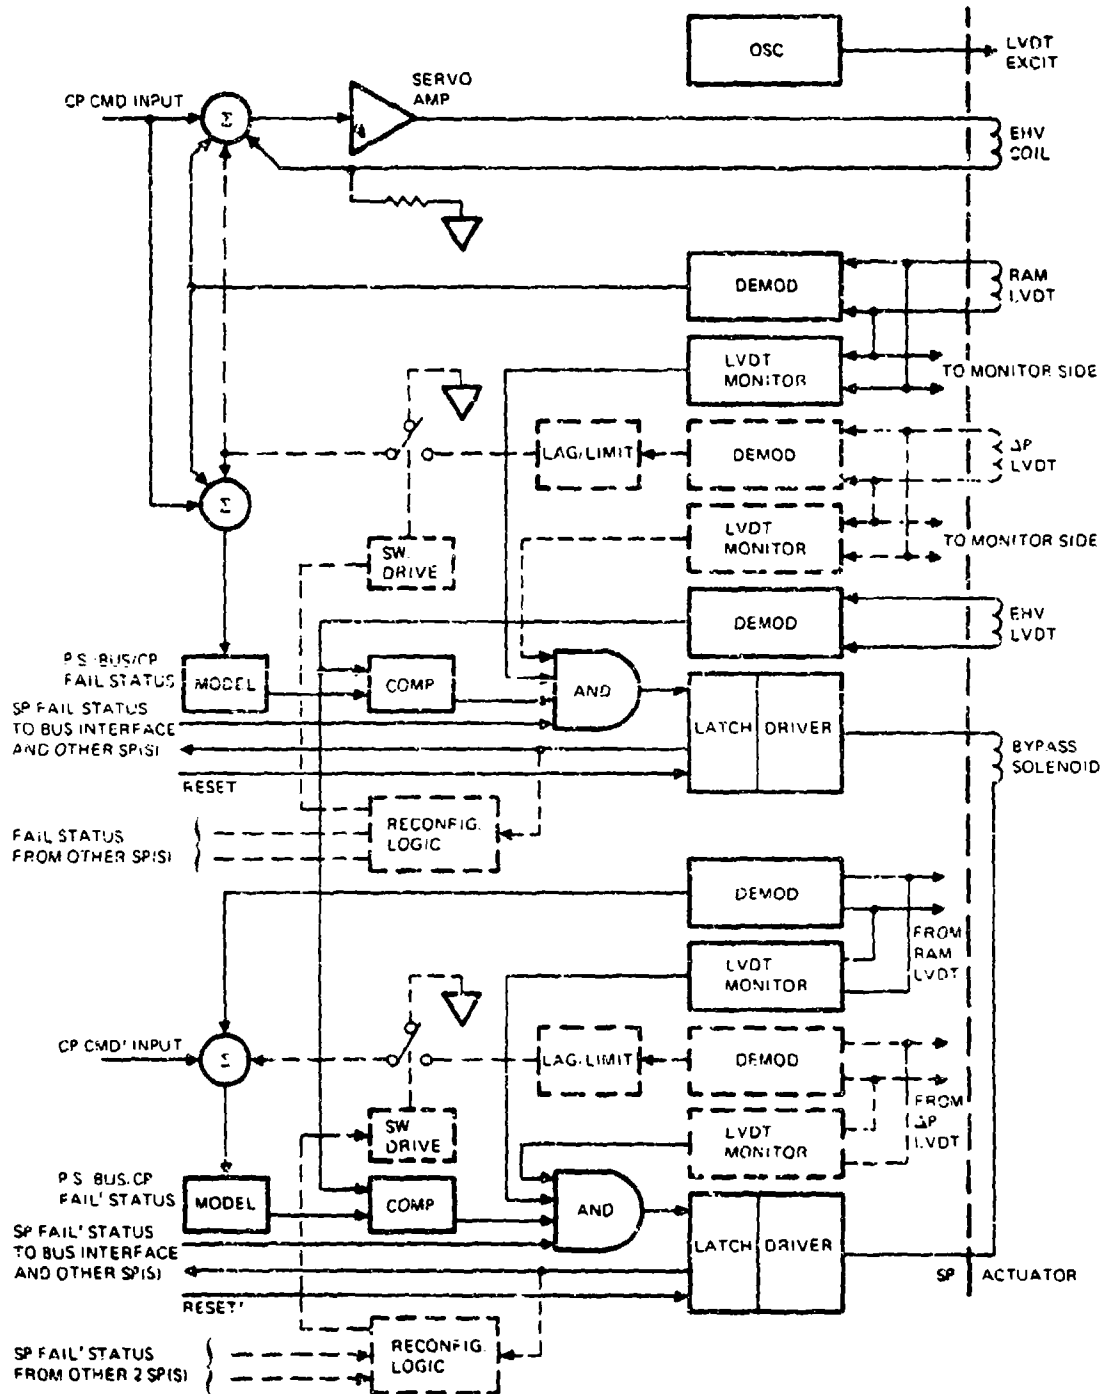 OSC
LVDT
EXCIT
SERVO
AMP
CP CMD INPUT
Σ
EHV
COIL
DEMOD
RAM
LVDT
LVDT
MONITOR
TO MONITOR SIDE
LAG/LIMIT
DEMOD
ΔP
LVDT
Σ
SW.
DRIVE
LVDT
MONITOR
TO MONITOR SIDE
DEMOD
EHV
LVDT
P.S./BUS/CP
FAIL STATUS
MODEL
COMP
AND
SP FAIL STATUS
TO BUS INTERFACE
AND OTHER SP(S)
LATCH
DRIVER
BYPASS
SOLENOID
RESET
FAIL STATUS
FROM OTHER SP(S)
RECONFIG.
LOGIC
DEMOD
FROM
RAM
LVDT
LVDT
MONITOR
CP CMD' INPUT
Σ
LAG/LIMIT
DEMOD
FROM
ΔP
LVDT
SW
DRIVE
LVDT
MONITOR
P.S. BUS/CP
FAIL' STATUS
MODEL
COMP
AND
SP FAIL' STATUS
TO BUS INTERFACE
AND OTHER SP(S)
LATCH
DRIVER
SP
ACTUATOR
RESET'
SP FAIL' STATUS
FROM OTHER 2 SP(S)
RECONFIG.
LOGIC